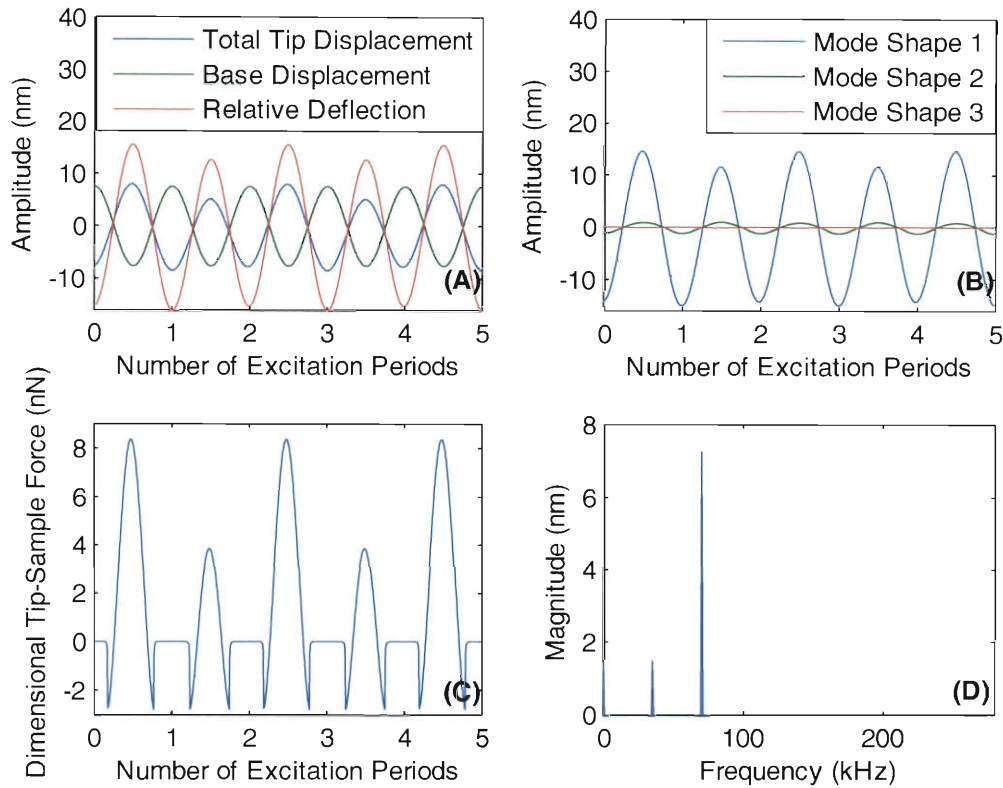 Amplitude (nm)
40
30
20
10
0
-10
Total Tip Displacement
Base Displacement
Relative Deflection
(A)
0 1 2 3 4 5
Number of Excitation Periods
Amplitude (nm)
40
30
20
10
0
-10
Mode Shape 1
Mode Shape 2
Mode Shape 3
(B)
0 1 2 3 4 5
Number of Excitation Periods
Dimensional Tip-Sample Force (nN)
8
6
4
2
0
-2
(C)
0 1 2 3 4 5
Number of Excitation Periods
Magnitude (nm)
8
6
4
2
0
(D)
0 100 200
Frequency (kHz)